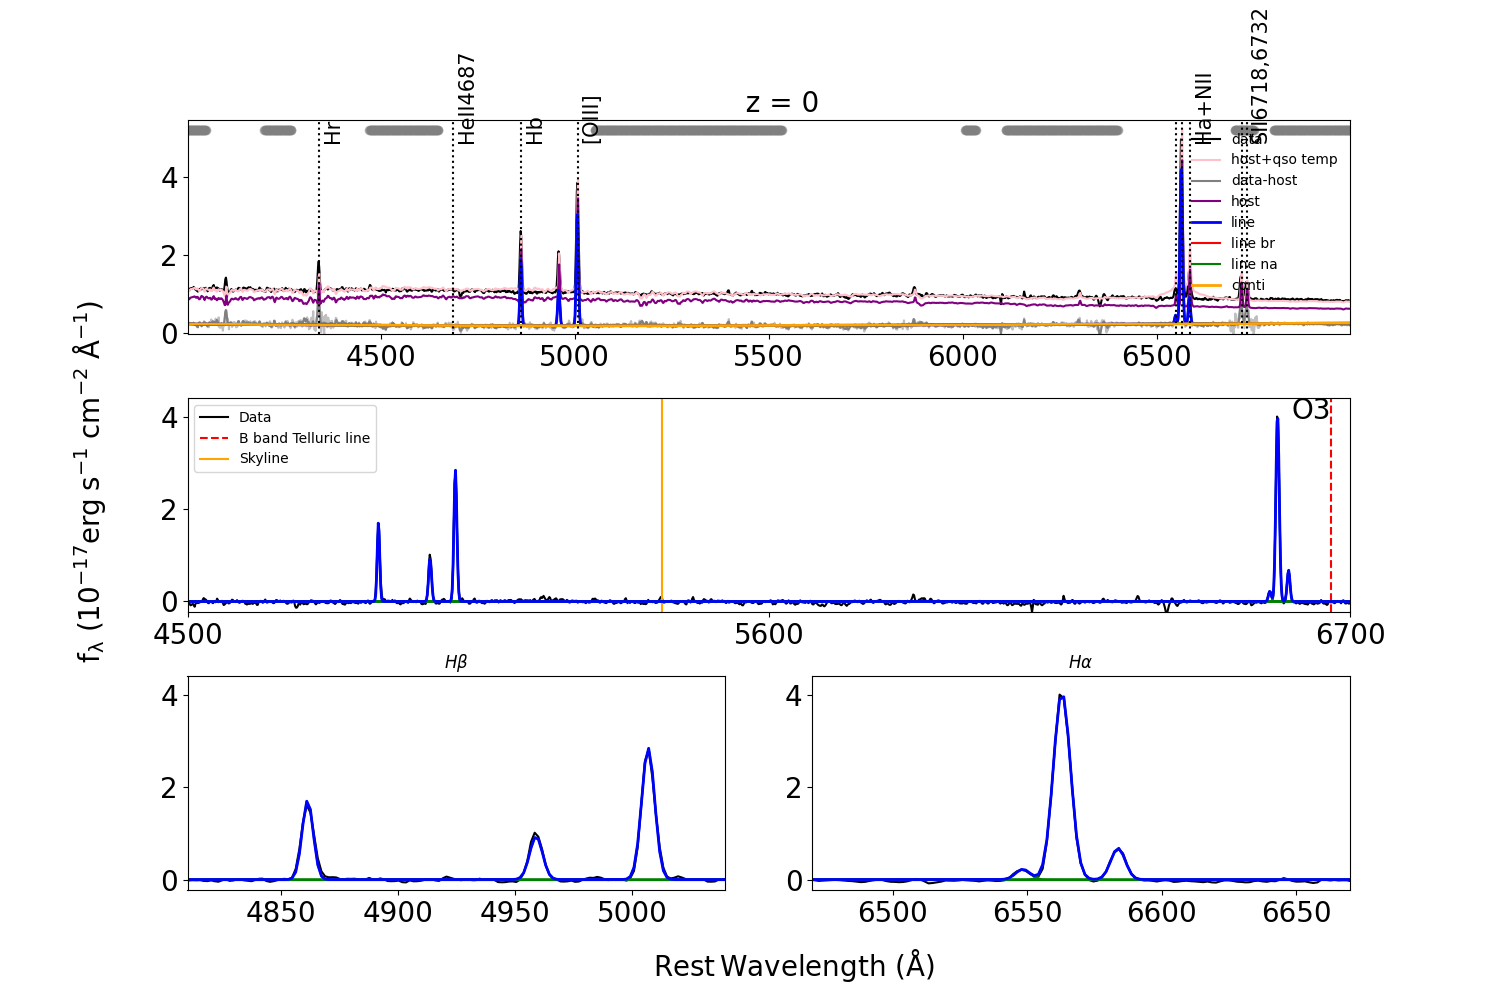 z = 0
Hr
HeII4687
Hb
[OIII]
Ha+NII
SII6718,6732
data
host+qso temp
data-host
host
line
line br
line na
conti
4
2
0
4500
5000
5500
6000
6500
f_λ (10^{-17}erg s^{-1} cm^{-2} Å^{-1})
Data
B band Telluric line
Skyline
O3
4
2
0
4500
5600
6700
Hβ
4
2
0
4850
4900
4950
5000
Hα
4
2
0
6500
6550
6600
6650
Rest Wavelength (Å)